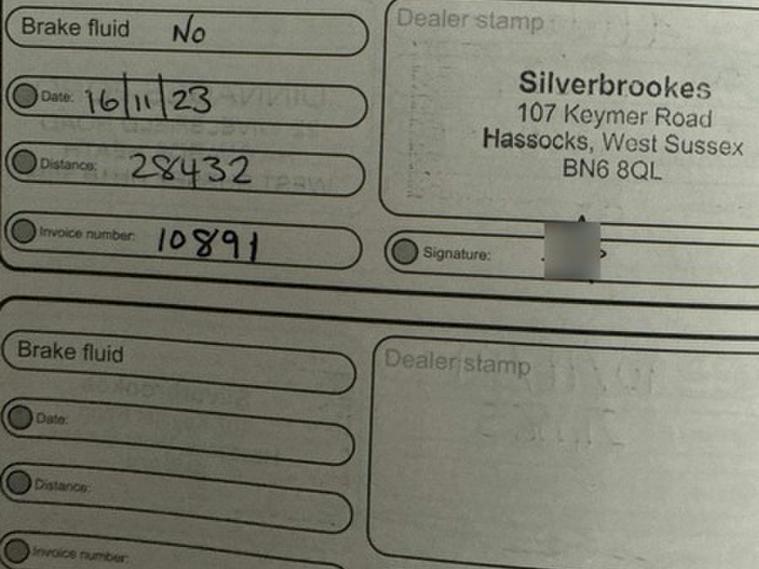 Brake fluid No
Date: 16/11/23
Distance: 28432
Invoice number: 10891
Dealer stamp
Silverbrookes
107 Keymer Road
Hassocks, West Sussex
BN6 8QL
Signature:
Brake fluid
Date:
Distance:
Invoice number:
Dealer stamp